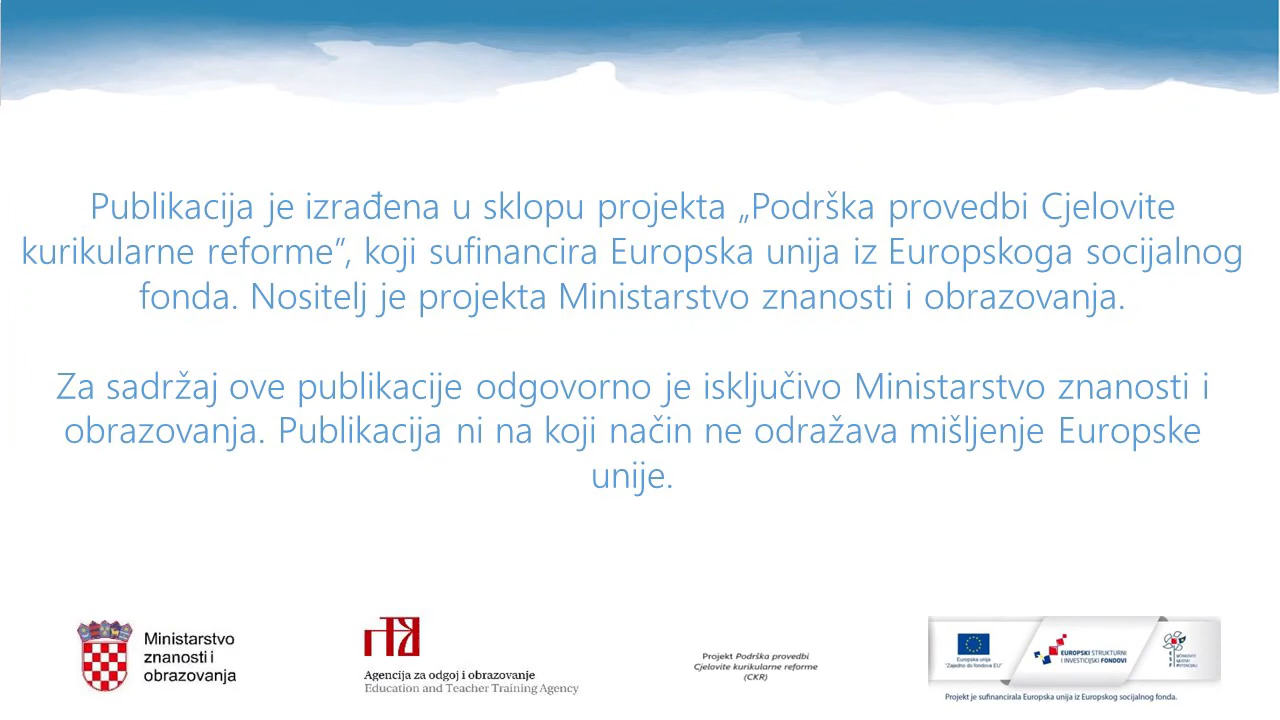 Publikacija je izrađena u sklopu projekta „Podrška provedbi Cjelovite
kurikularne reforme”, koji sufinancira Europska unija iz Europskoga socijalnog
fonda. Nositelj je projekta Ministarstvo znanosti i obrazovanja.
Za sadržaj ove publikacije odgovorno je isključivo Ministarstvo znanosti i
obrazovanja. Publikacija ni na koji način ne odražava mišljenje Europske
unije.
Ministarstvo
znanosti i
obrazovanja
Agencija za odgoj i obrazovanje
Education and Teacher Training Agency
Projekt Podrška provedbi
Cjelovite kurikularne reforme
(CKR)
Europska unija
"Zajedno do fondova EU"
EUROPSKI STRUKTURNI
I INVESTICIJSKI FONDOVI
Projekt je sufinancirala Europska unija iz Europskog socijalnog fonda.